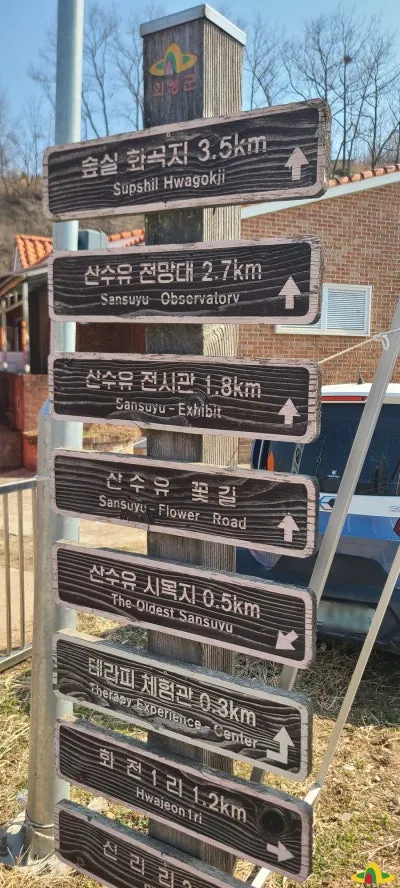 의성군
숲실 화곡지 3.5km
Supshil Hwagokji
산수유 전망대 2.7km
Sansuyu Observatory
산수유 전시관 1.8km
Sansuyu-Exhibit
산수유 꽃길
Sansuyu-Flower Road
산수유 시목지 0.5km
The Oldest Sansuyu
테라피 체험관 0.3km
Therapy Experience-Center
화전1리 1.2km
Hwajeon1ri
신리리